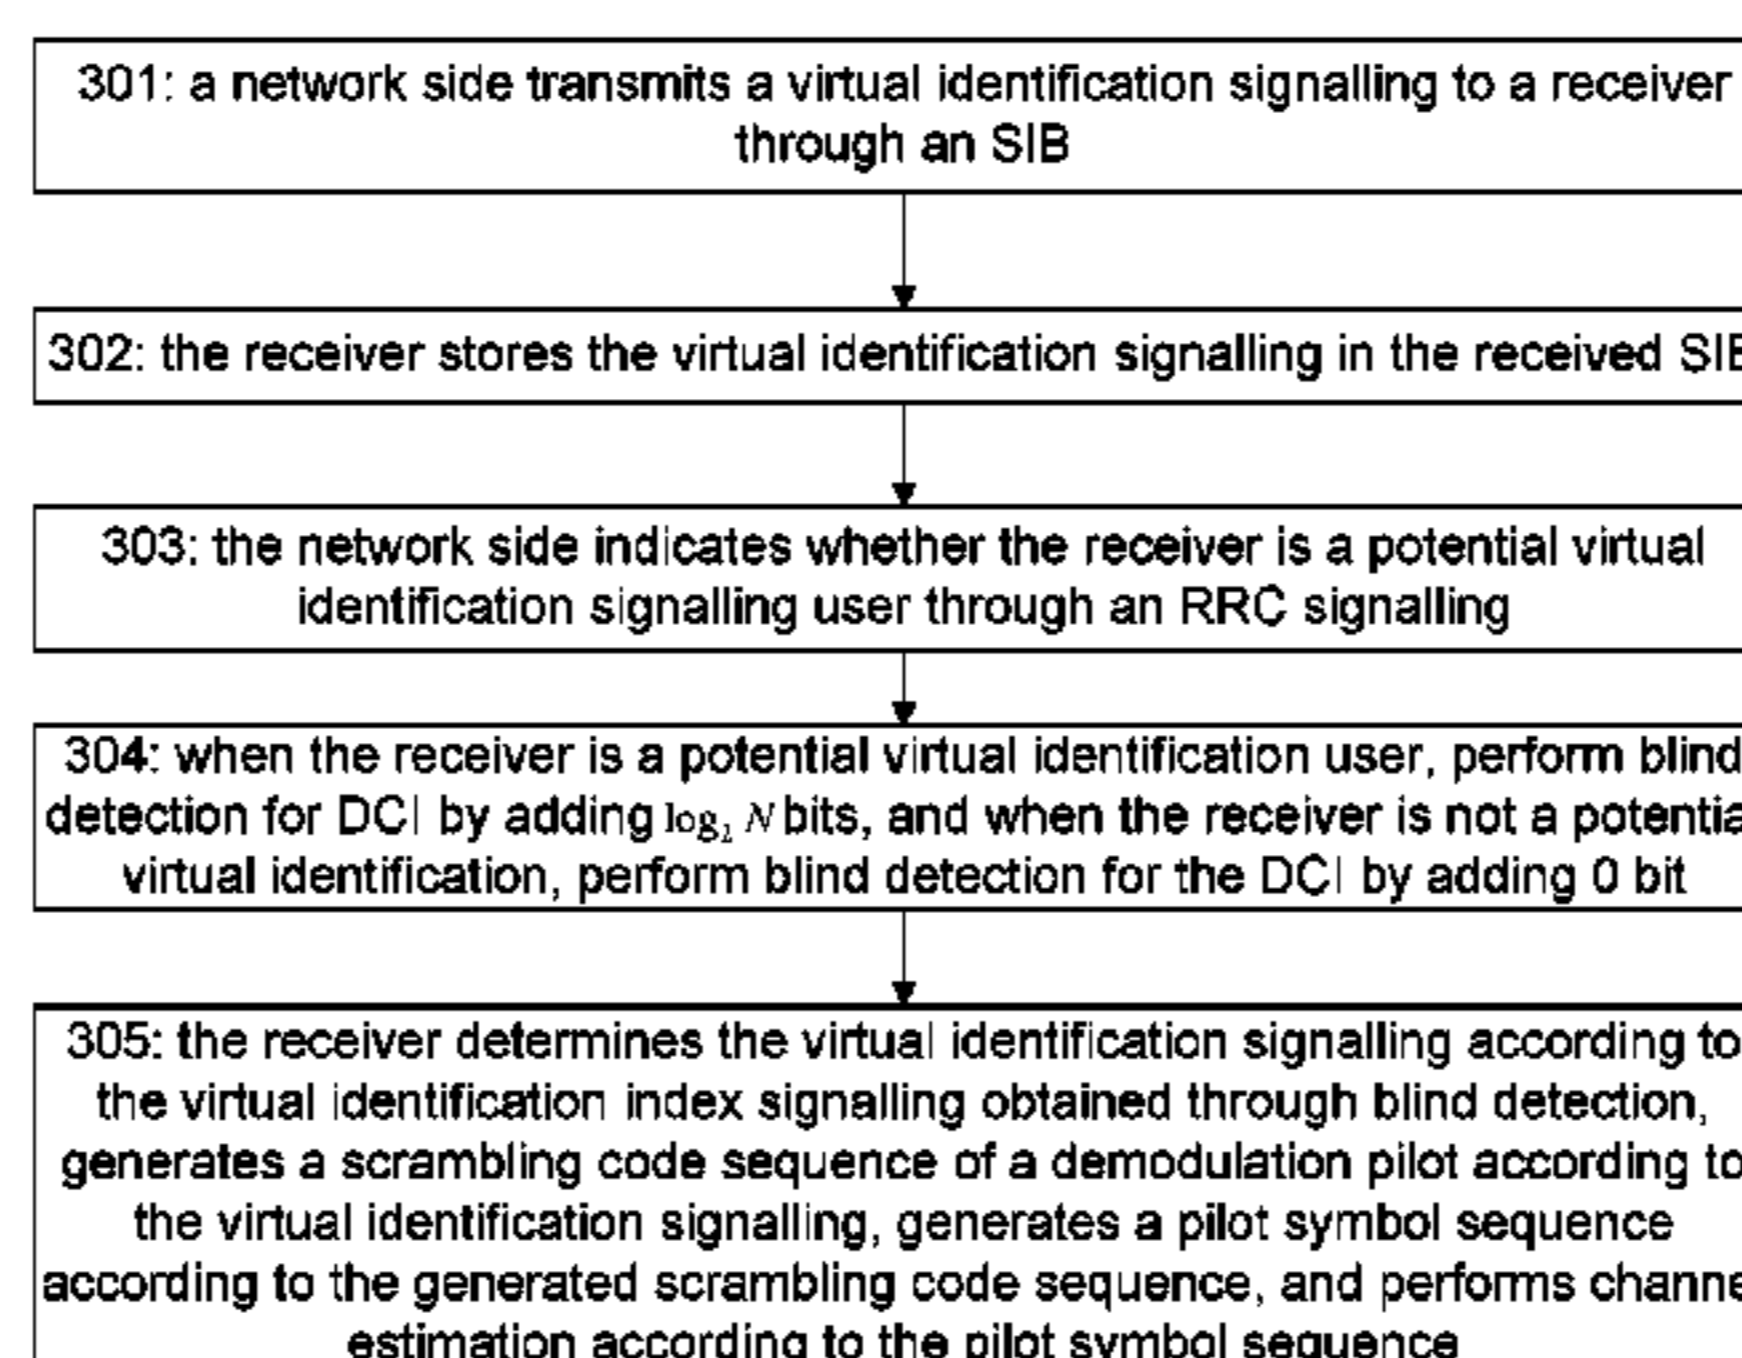 301: a network side transmits a virtual identification signalling to a receiver
through an SIB
302: the receiver stores the virtual identification signalling in the received SIB
303: the network side indicates whether the receiver is a potential virtual
identification signalling user through an RRC signalling
304: when the receiver is a potential virtual identification user, perform blind
detection for DCI by adding log₂ N bits, and when the receiver is not a potential
virtual identification, perform blind detection for the DCI by adding 0 bit
305: the receiver determines the virtual identification signalling according to
the virtual identification index signalling obtained through blind detection,
generates a scrambling code sequence of a demodulation pilot according to
the virtual identification signalling, generates a pilot symbol sequence
according to the generated scrambling code sequence, and performs channel
estimation according to the pilot symbol sequence